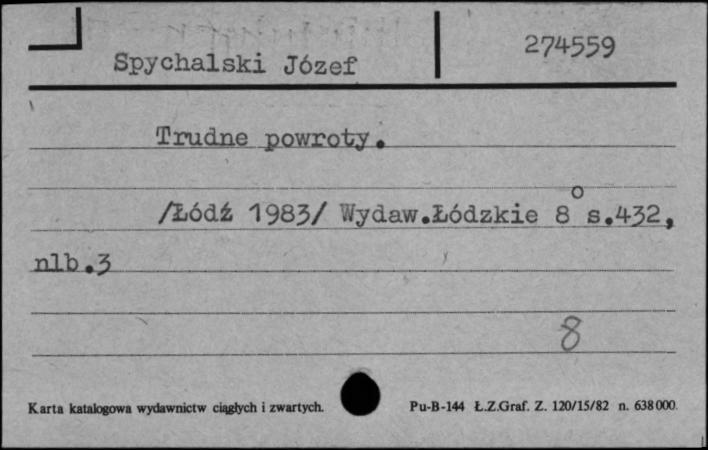 Spychalski Józef 274559
Trudne powroty.
/Łódź 1983/ Wydaw.Łódzkie 8° s.432,
nlb.3
8
Karta katalogowa wydawnictw ciągłych i zwartych. Pu-B-144 Ł.Z.Graf. Z. 120/15/82 n. 638000.